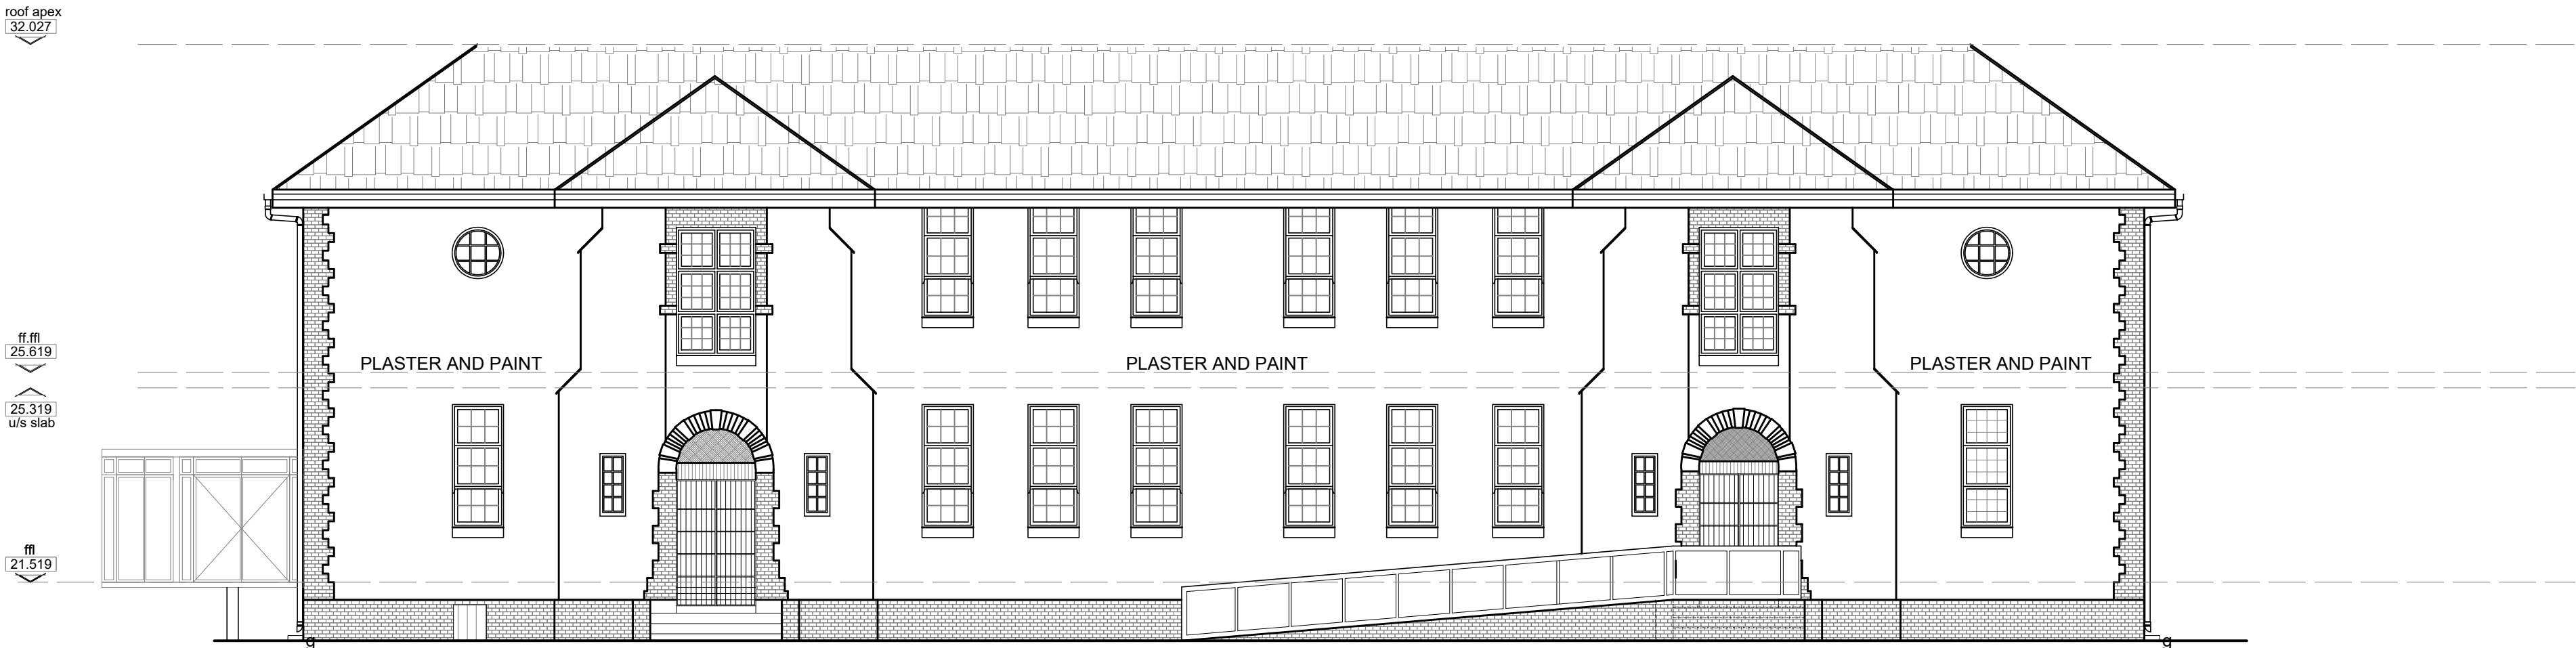 roof apex
32.027
ff.ffl
25.619
25.319
u/s slab
PLASTER AND PAINT
PLASTER AND PAINT
PLASTER AND PAINT
ffl
21.519
g
g